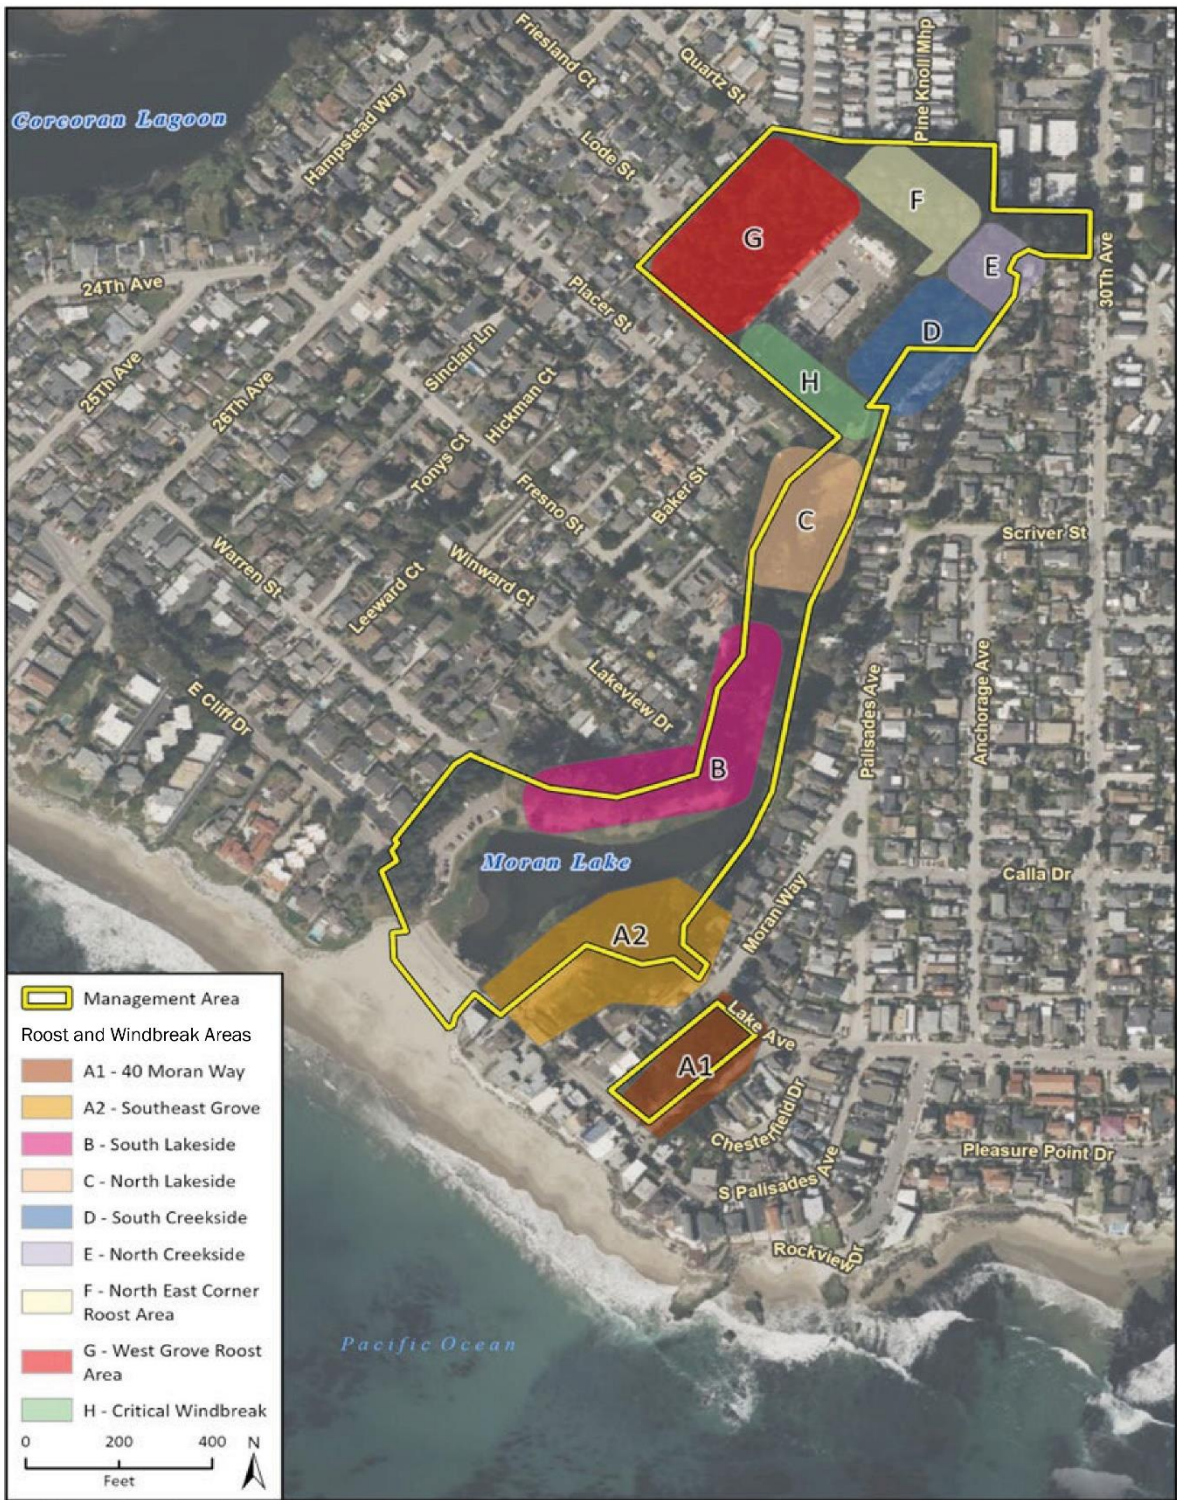 Friesland Ct
Quartz St
Pine Knoll Mhp
Corcoran Lagoon
Hampstead Way
Lode St
F
G
E
30Th Ave
24Th Ave
Placer St
D
25Th Ave
26Th Ave
Sinclair Ln
Hickman Ct
H
Tonys Ct
Fresno St
Baker St
C
Scriver St
Warren St
Leeward Ct
Winward Ct
E Cliff Dr
Lakeview Dr
Palisades Ave
Anchorage Ave
B
Moran Lake
Calla Dr
Moran Way
A2
Lake Ave
A1
Chesterfield Dr
Pleasure Point Dr
S Palisades Ave
Rockview Dr
Pacific Ocean
Management Area
Roost and Windbreak Areas
A1 - 40 Moran Way
A2 - Southeast Grove
B - South Lakeside
C - North Lakeside
D - South Creekside
E - North Creekside
F - North East Corner
Roost Area
G - West Grove Roost
Area
H - Critical Windbreak
0 200 400 N
Feet